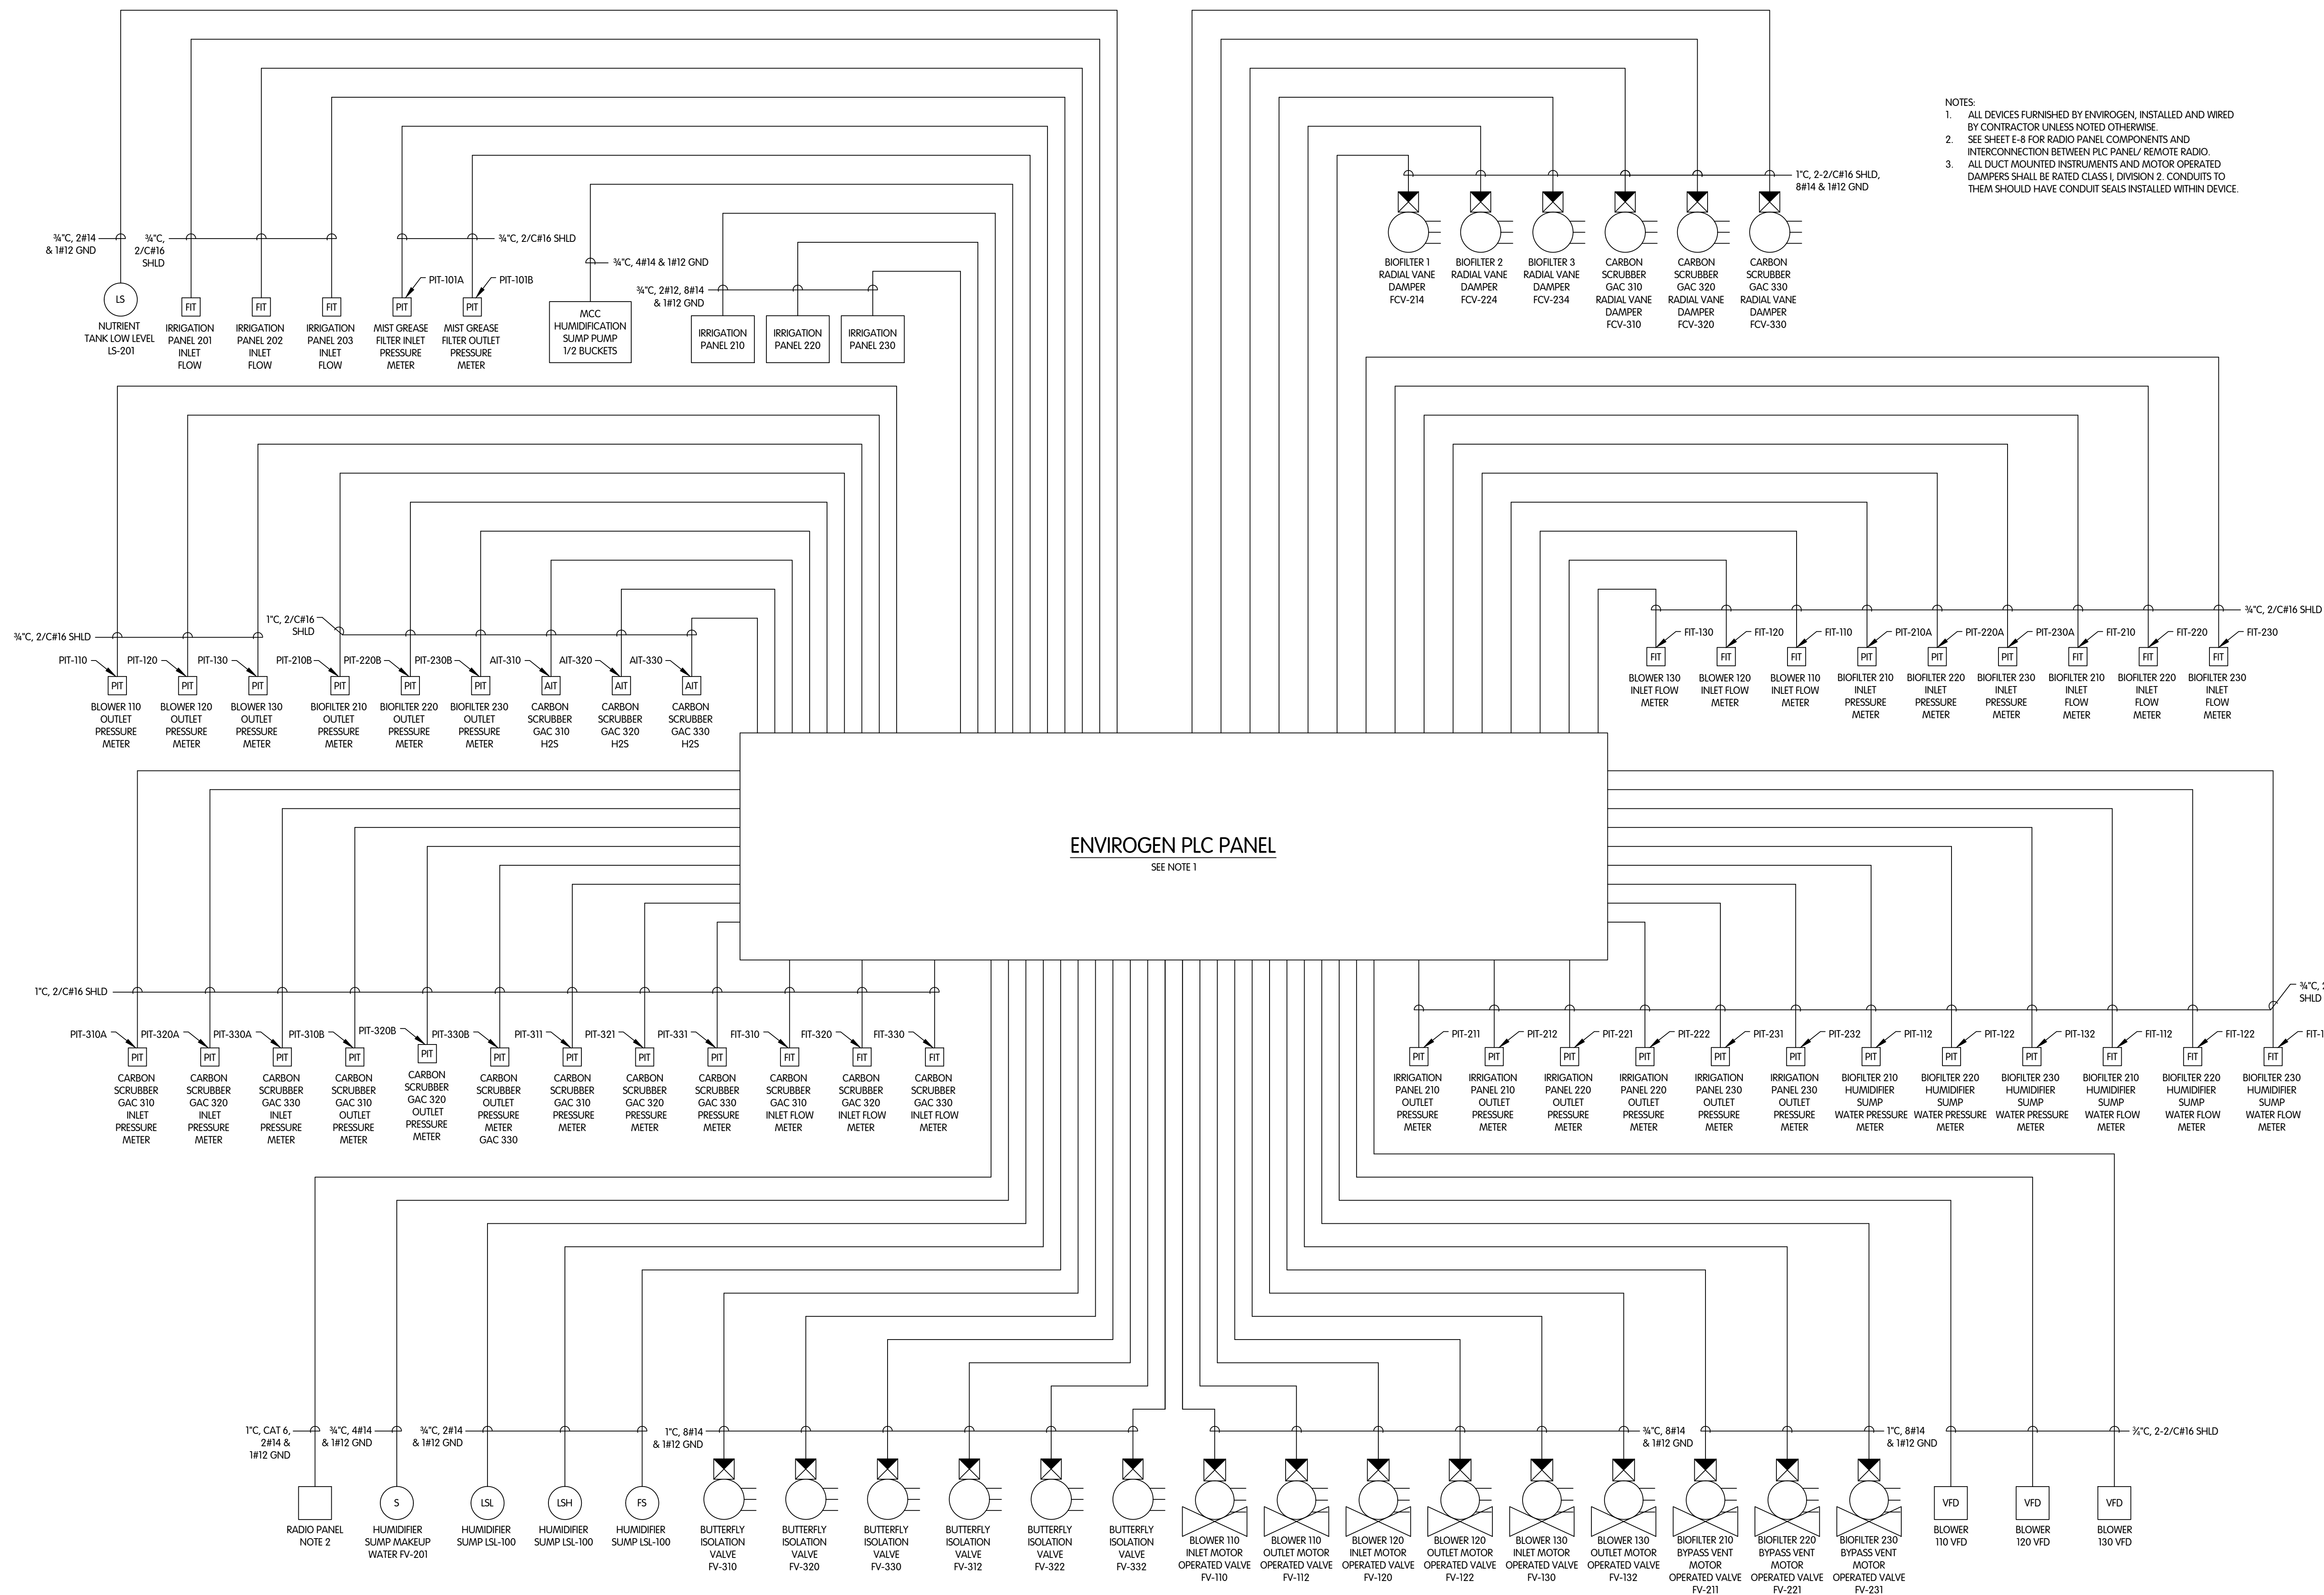 NOTES:
1. ALL DEVICES FURNISHED BY ENVIROGEN, INSTALLED AND WIRED
BY CONTRACTOR UNLESS NOTED OTHERWISE.
2. SEE SHEET E-8 FOR RADIO PANEL COMPONENTS AND
INTERCONNECTION BETWEEN PLC PANEL/ REMOTE RADIO.
3. ALL DUCT MOUNTED INSTRUMENTS AND MOTOR OPERATED
DAMPERS SHALL BE RATED CLASS I, DIVISION 2. CONDUITS TO
THEM SHOULD HAVE CONDUIT SEALS INSTALLED WITHIN DEVICE.
¾"C, 2#14
& 1#12 GND
LS
NUTRIENT
TANK LOW LEVEL
LS-201
¾"C,
2/C#16
SHLD
FIT
IRRIGATION
PANEL 201
INLET
FLOW
FIT
IRRIGATION
PANEL 202
INLET
FLOW
FIT
IRRIGATION
PANEL 203
INLET
FLOW
¾"C, 2/C#16 SHLD
PIT-101A
PIT
MIST GREASE
FILTER INLET
PRESSURE
METER
PIT-101B
PIT
MIST GREASE
FILTER OUTLET
PRESSURE
METER
¾"C, 4#14 & 1#12 GND
MCC
HUMIDIFICATION
SUMP PUMP
1/2 BUCKETS
¾"C, 2#12, 8#14
& 1#12 GND
IRRIGATION
PANEL 210
IRRIGATION
PANEL 220
IRRIGATION
PANEL 230
1"C, 2-2/C#16 SHLD,
8#14 & 1#12 GND
BIOFILTER 1
RADIAL VANE
DAMPER
FCV-214
BIOFILTER 2
RADIAL VANE
DAMPER
FCV-224
BIOFILTER 3
RADIAL VANE
DAMPER
FCV-234
CARBON
SCRUBBER
GAC 310
RADIAL VANE
DAMPER
FCV-310
CARBON
SCRUBBER
GAC 320
RADIAL VANE
DAMPER
FCV-320
CARBON
SCRUBBER
GAC 330
RADIAL VANE
DAMPER
FCV-330
¾"C, 2/C#16 SHLD
PIT-110
PIT
BLOWER 110
OUTLET
PRESSURE
METER
PIT-120
PIT
BLOWER 120
OUTLET
PRESSURE
METER
PIT-130
PIT
BLOWER 130
OUTLET
PRESSURE
METER
1"C, 2/C#16
SHLD
PIT-210B
PIT
BIOFILTER 210
OUTLET
PRESSURE
METER
PIT-220B
PIT
BIOFILTER 220
OUTLET
PRESSURE
METER
PIT-230B
PIT
BIOFILTER 230
OUTLET
PRESSURE
METER
AIT-310
AIT
CARBON
SCRUBBER
GAC 310
H2S
AIT-320
AIT
CARBON
SCRUBBER
GAC 320
H2S
AIT-330
AIT
CARBON
SCRUBBER
GAC 330
H2S
¾"C, 2/C#16 SHLD
FIT-130
FIT
BLOWER 130
INLET FLOW
METER
FIT-120
FIT
BLOWER 120
INLET FLOW
METER
FIT-110
FIT
BLOWER 110
INLET FLOW
METER
PIT-210A
PIT
BIOFILTER 210
INLET
PRESSURE
METER
PIT-220A
PIT
BIOFILTER 220
INLET
PRESSURE
METER
PIT-230A
PIT
BIOFILTER 230
INLET
PRESSURE
METER
FIT-210
FIT
BIOFILTER 210
INLET
FLOW
METER
FIT-220
FIT
BIOFILTER 220
INLET
FLOW
METER
FIT-230
FIT
BIOFILTER 230
INLET
FLOW
METER
ENVIROGEN PLC PANEL
SEE NOTE 1
1"C, 2/C#16 SHLD
PIT-310A
PIT
CARBON
SCRUBBER
GAC 310
INLET
PRESSURE
METER
PIT-320A
PIT
CARBON
SCRUBBER
GAC 320
INLET
PRESSURE
METER
PIT-330A
PIT
CARBON
SCRUBBER
GAC 330
INLET
PRESSURE
METER
PIT-310B
PIT
CARBON
SCRUBBER
GAC 310
OUTLET
PRESSURE
METER
PIT-320B
PIT
CARBON
SCRUBBER
GAC 320
OUTLET
PRESSURE
METER
PIT-330B
PIT
CARBON
SCRUBBER
OUTLET
PRESSURE
METER
GAC 330
PIT-311
PIT
CARBON
SCRUBBER
GAC 310
PRESSURE
METER
PIT-321
PIT
CARBON
SCRUBBER
GAC 320
PRESSURE
METER
PIT-331
PIT
CARBON
SCRUBBER
GAC 330
PRESSURE
METER
FIT-310
FIT
CARBON
SCRUBBER
GAC 310
INLET FLOW
METER
FIT-320
FIT
CARBON
SCRUBBER
GAC 320
INLET FLOW
METER
FIT-330
FIT
CARBON
SCRUBBER
GAC 330
INLET FLOW
METER
¾"C,
SHLD
PIT-211
PIT
IRRIGATION
PANEL 210
OUTLET
PRESSURE
METER
PIT-212
PIT
IRRIGATION
PANEL 210
OUTLET
PRESSURE
METER
PIT-221
PIT
IRRIGATION
PANEL 220
OUTLET
PRESSURE
METER
PIT-222
PIT
IRRIGATION
PANEL 220
OUTLET
PRESSURE
METER
PIT-231
PIT
IRRIGATION
PANEL 230
OUTLET
PRESSURE
METER
PIT-232
PIT
IRRIGATION
PANEL 230
OUTLET
PRESSURE
METER
PIT-112
PIT
BIOFILTER 210
HUMIDIFIER
SUMP
WATER PRESSURE
METER
PIT-122
PIT
BIOFILTER 220
HUMIDIFIER
SUMP
WATER PRESSURE
METER
PIT-132
PIT
BIOFILTER 230
HUMIDIFIER
SUMP
WATER PRESSURE
METER
FIT-112
FIT
BIOFILTER 210
HUMIDIFIER
SUMP
WATER FLOW
METER
FIT-122
FIT
BIOFILTER 220
HUMIDIFIER
SUMP
WATER FLOW
METER
FIT
BIOFILTER 230
HUMIDIFIER
SUMP
WATER FLOW
METER
1"C, CAT 6,
2#14 &
1#12 GND
RADIO PANEL
NOTE 2
¾"C, 4#14
& 1#12 GND
S
HUMIDIFIER
SUMP MAKEUP
WATER FV-201
¾"C, 2#14
& 1#12 GND
LSL
HUMIDIFIER
SUMP LSL-100
LSH
HUMIDIFIER
SUMP LSL-100
FS
HUMIDIFIER
SUMP LSL-100
1"C, 8#14
& 1#12 GND
BUTTERFLY
ISOLATION
VALVE
FV-310
BUTTERFLY
ISOLATION
VALVE
FV-320
BUTTERFLY
ISOLATION
VALVE
FV-330
BUTTERFLY
ISOLATION
VALVE
FV-312
BUTTERFLY
ISOLATION
VALVE
FV-322
BUTTERFLY
ISOLATION
VALVE
FV-332
¾"C, 8#14
& 1#12 GND
BLOWER 110
INLET MOTOR
OPERATED VALVE
FV-110
BLOWER 110
OUTLET MOTOR
OPERATED VALVE
FV-112
BLOWER 120
INLET MOTOR
OPERATED VALVE
FV-120
BLOWER 120
OUTLET MOTOR
OPERATED VALVE
FV-122
BLOWER 130
INLET MOTOR
OPERATED VALVE
FV-130
BLOWER 130
OUTLET MOTOR
OPERATED VALVE
FV-132
1"C, 8#14
& 1#12 GND
BIOFILTER 210
BYPASS VENT
MOTOR
OPERATED VALVE
FV-211
BIOFILTER 220
BYPASS VENT
MOTOR
OPERATED VALVE
FV-221
BIOFILTER 230
BYPASS VENT
MOTOR
OPERATED VALVE
FV-231
¾"C, 2-2/C#16 SHLD
VFD
BLOWER
110 VFD
VFD
BLOWER
120 VFD
VFD
BLOWER
130 VFD